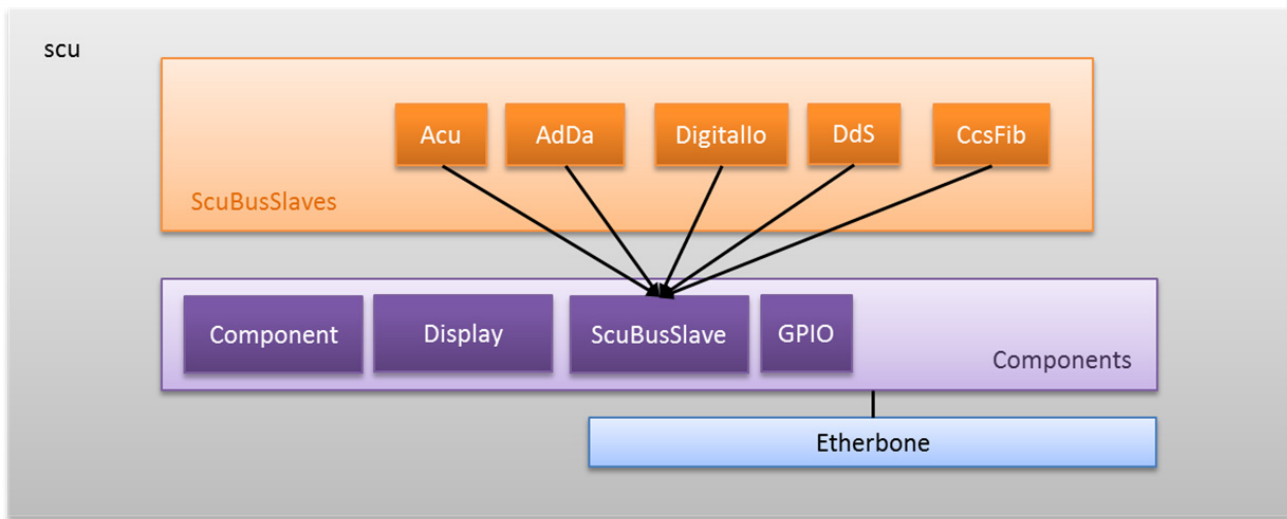 scu
Acu
AdDa
DigitalIo
DdS
CcsFib
ScuBusSlaves
Component
Display
ScuBusSlave
GPIO
Components
Etherbone